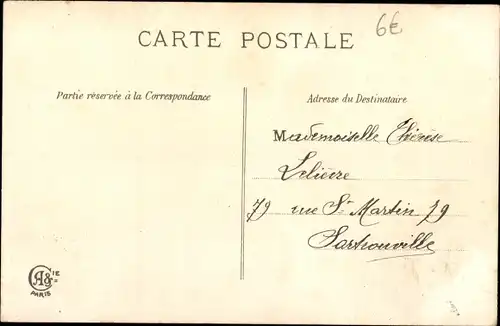 6€
CARTE POSTALE
Partie réservée à la Correspondance
Adresse du Destinataire
Mademoiselle Thérèse
Lelièvre
79 rue St Martin 79
Sartrouville
IE
PARIS